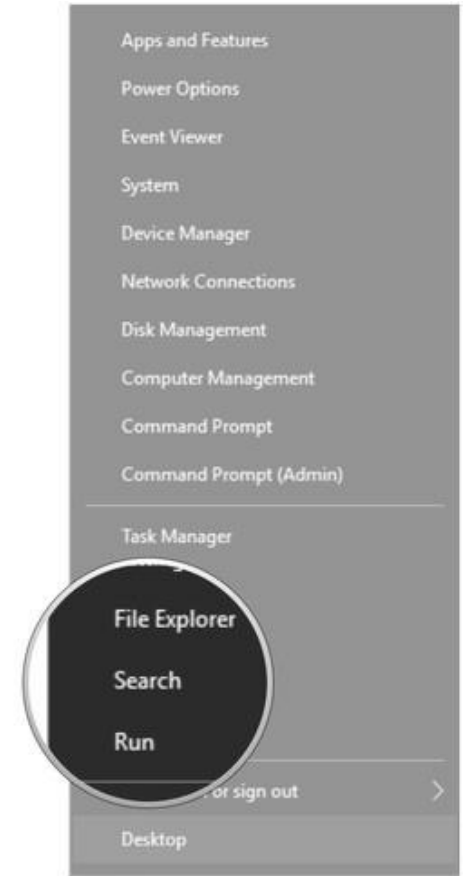 Apps and Features
Power Options
Event Viewer
System
Device Manager
Network Connections
Disk Management
Computer Management
Command Prompt
Command Prompt (Admin)
Task Manager
File Explorer
Search
Run
or sign out
Desktop